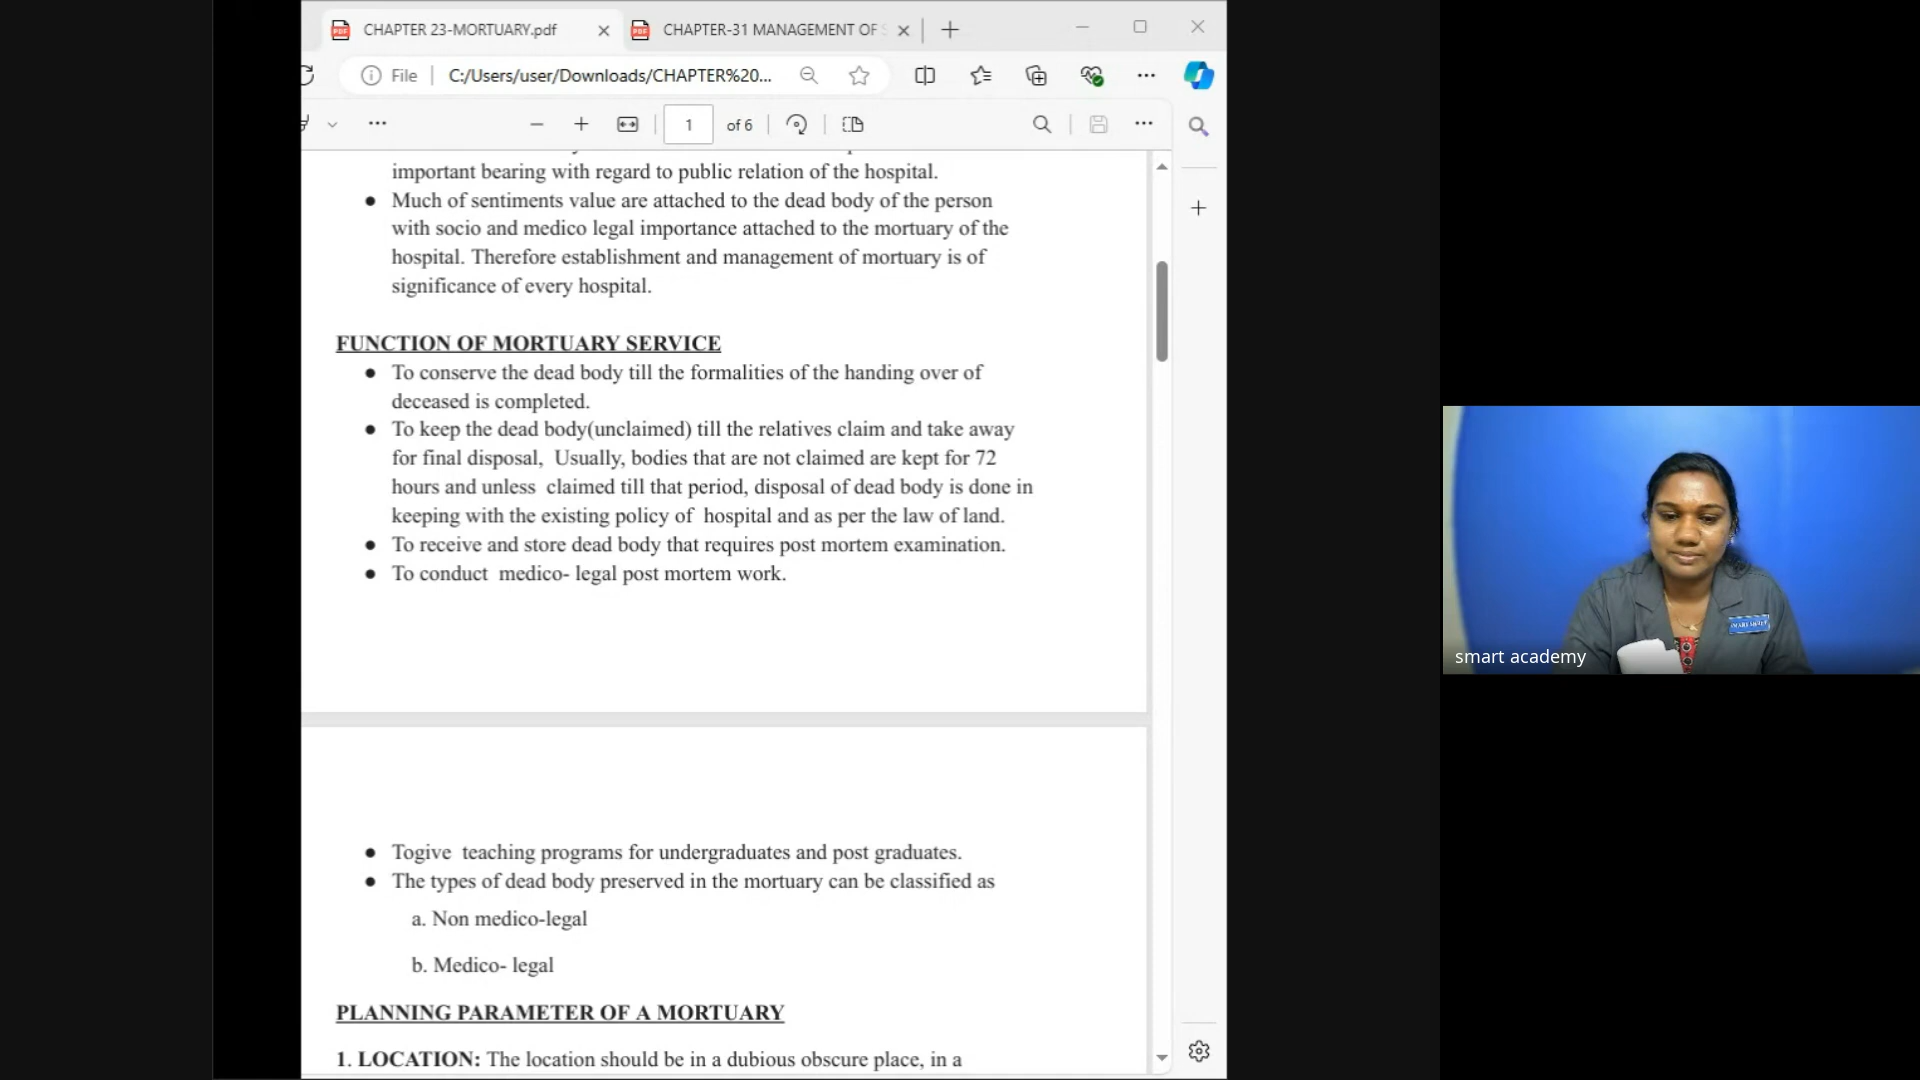 CHAPTER 23-MORTUARY.pdf
CHAPTER-31 MANAGEMENT OF
File
C:/Users/user/Downloads/CHAPTER%20...
1 of 6
important bearing with regard to public relation of the hospital.
● Much of sentiments value are attached to the dead body of the person
with socio and medico legal importance attached to the mortuary of the
hospital. Therefore establishment and management of mortuary is of
significance of every hospital.
FUNCTION OF MORTUARY SERVICE
● To conserve the dead body till the formalities of the handing over of
deceased is completed.
● To keep the dead body(unclaimed) till the relatives claim and take away
for final disposal,  Usually, bodies that are not claimed are kept for 72
hours and unless  claimed till that period, disposal of dead body is done in
keeping with the existing policy of  hospital and as per the law of land.
● To receive and store dead body that requires post mortem examination.
● To conduct  medico- legal post mortem work.
● Togive  teaching programs for undergraduates and post graduates.
● The types of dead body preserved in the mortuary can be classified as
a. Non medico-legal
b. Medico- legal
PLANNING PARAMETER OF A MORTUARY
1. LOCATION: The location should be in a dubious obscure place, in a
smart academy